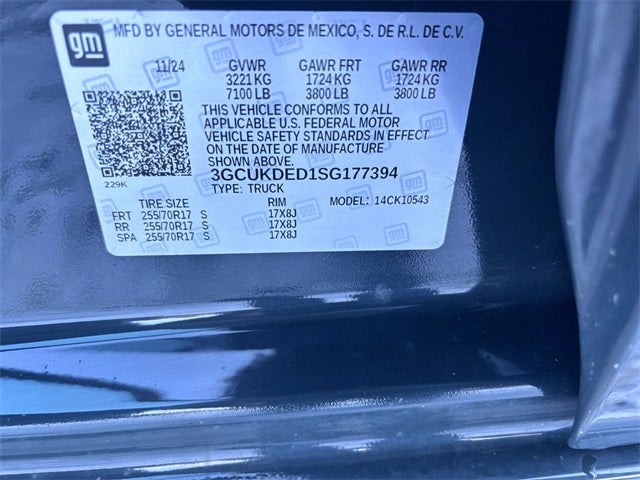 gm
MFD BY GENERAL MOTORS DE MEXICO, S. DE R.L. DE C.V.
11/24 GVWR GAWR FRT GAWR RR
3221 KG 1724 KG 1724 KG
7100 LB 3800 LB 3800 LB
THIS VEHICLE CONFORMS TO ALL
APPLICABLE U.S. FEDERAL MOTOR
VEHICLE SAFETY STANDARDS IN EFFECT
ON THE DATE OF MANUFACTURE
SHOWN ABOVE.
3GCUKDED1SG177394
229K TYPE: TRUCK
TIRE SIZE RIM MODEL: 14CK10543
FRT 255/70R17 S 17X8J
RR 255/70R17 S 17X8J
SPA 255/70R17 S 17X8J